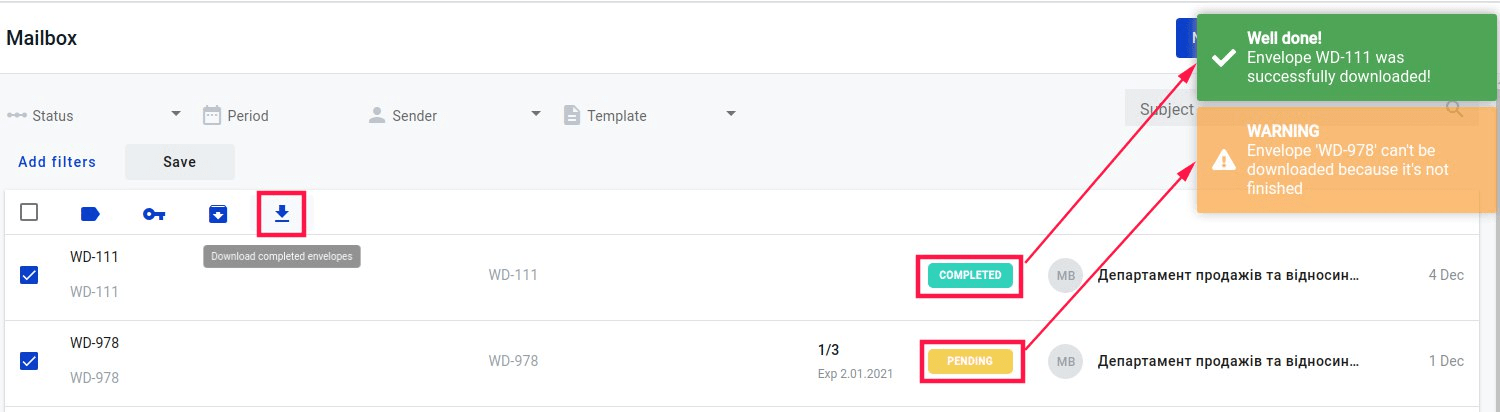 Mailbox
Well done!
Envelope WD-111 was
successfully downloaded!
Status
Period
Sender
Template
Subject
WARNING
Envelope 'WD-978' can't be
downloaded because it's not
finished
Add filters
Save
Download completed envelopes
WD-111
WD-111
WD-111
COMPLETED
MB
Департамент продажів та відносин...
4 Dec
WD-978
WD-978
WD-978
1/3
Exp 2.01.2021
PENDING
MB
Департамент продажів та відносин...
1 Dec